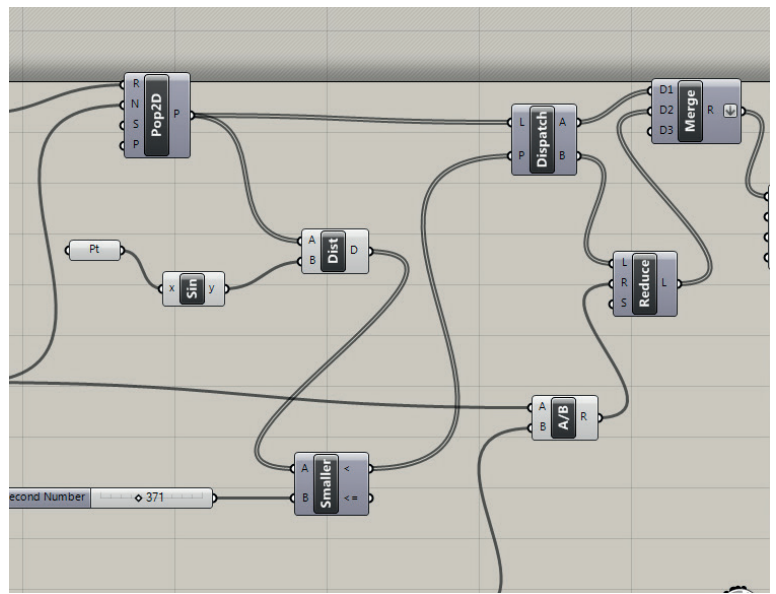 R
N
S
P
Pop2D
P
L
P
Dispatch
A
B
D1
D2
D3
Merge
R
Pt
x
Sin
y
A
B
Dist
D
L
R
S
Reduce
L
A
B
A/B
R
A
B
Smaller
<
<=
econd Number
371